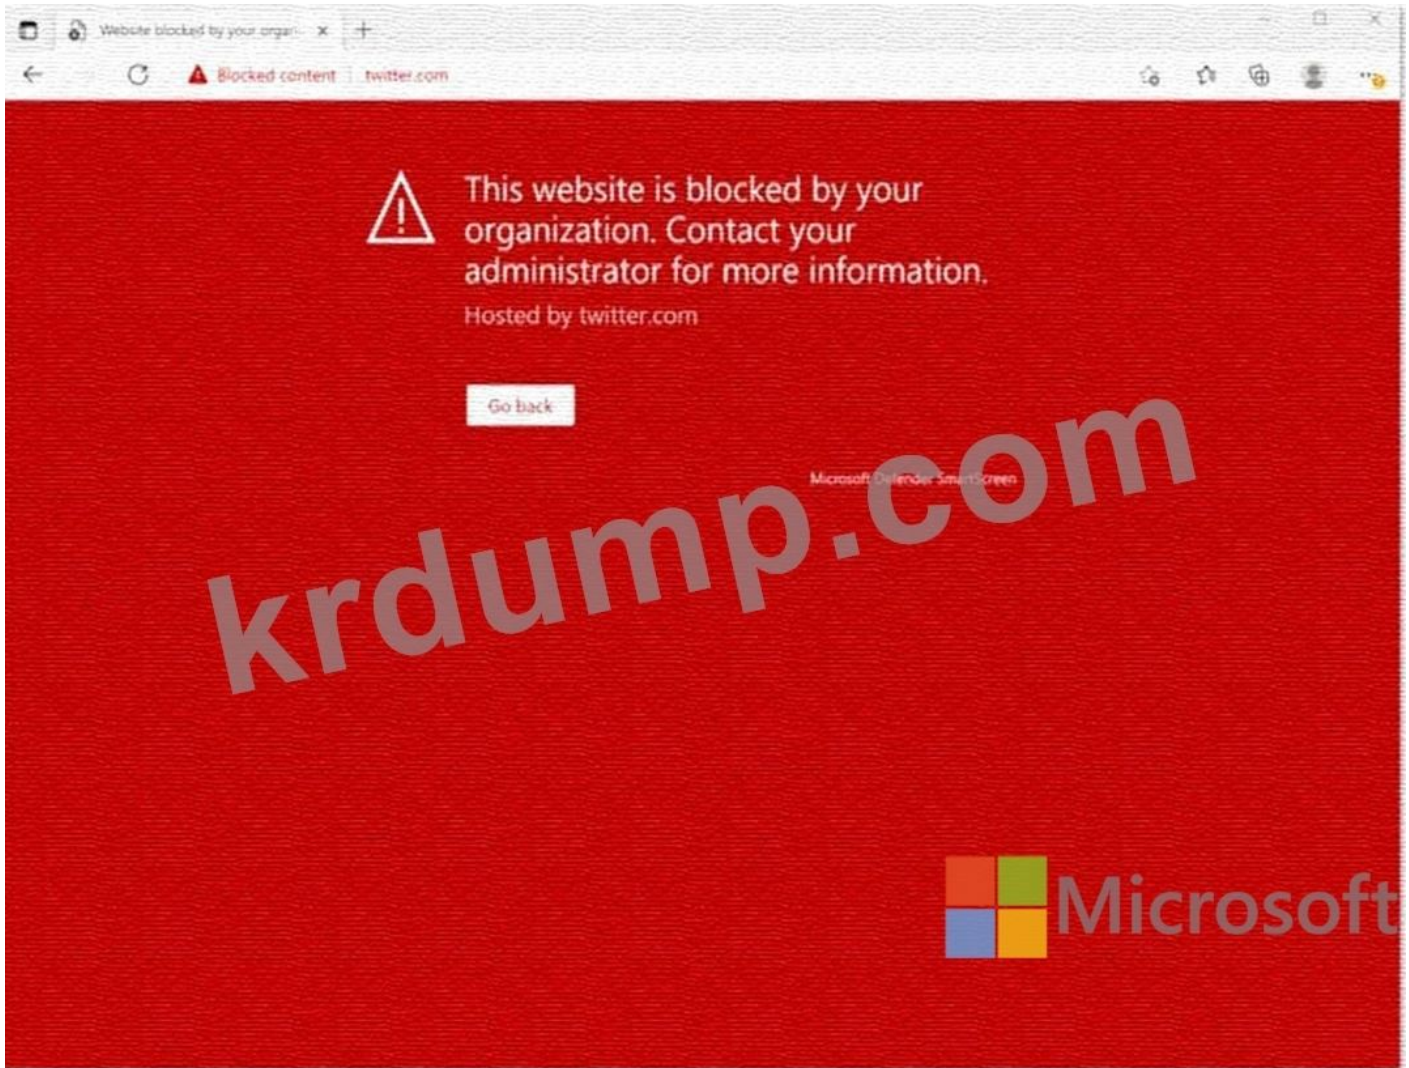 Website blocked by your organi
Blocked content
twitter.com
This website is blocked by your
organization. Contact your
administrator for more information.
Hosted by twitter.com
Go back
Microsoft Defender SmartScreen
krdump.com
Microsoft